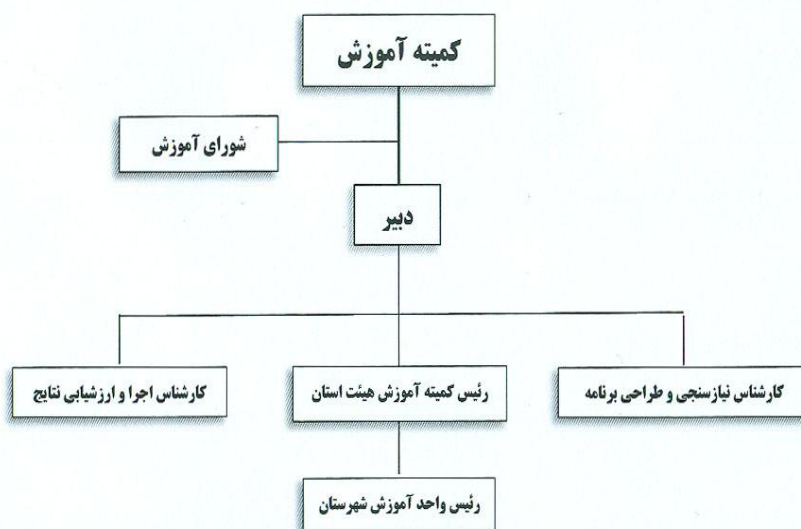 کمیته آموزش
شورای آموزش
دبیر
کارشناس نیازسنجی و طراحی برنامه
رئیس کمیته آموزش هیئت استان
کارشناس اجرا و ارزشیابی نتایج
رئیس واحد آموزش شهرستان